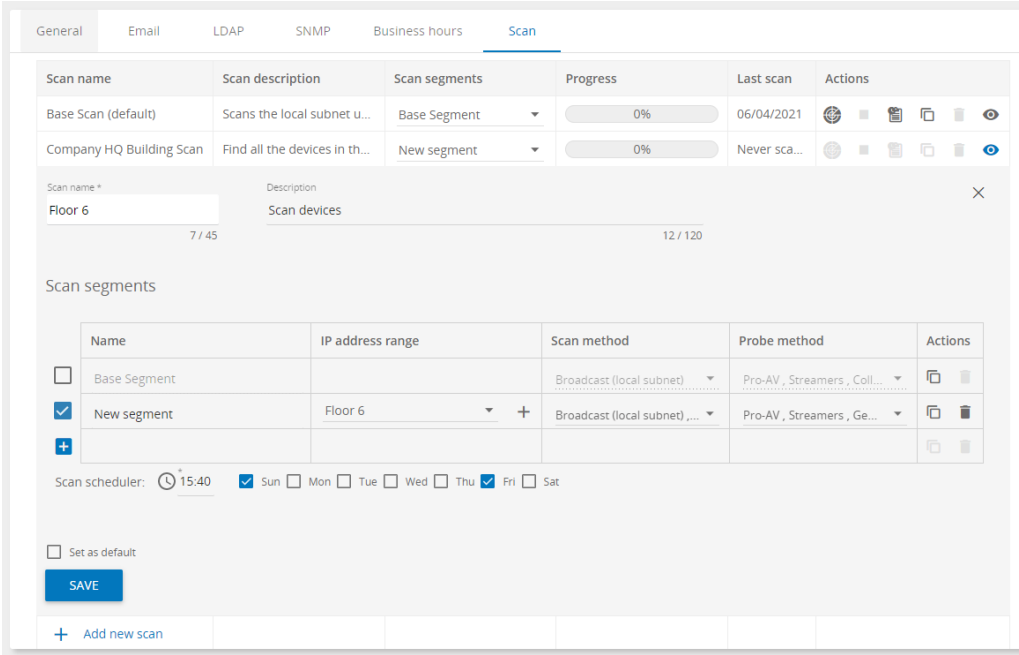 General Email LDAP SNMP Business hours Scan
Scan name Scan description Scan segments Progress Last scan Actions
Base Scan (default) Scans the local subnet u... Base Segment 0% 06/04/2021
Company HQ Building Scan Find all the devices in th... New segment 0% Never sca...
Scan name * Description
Floor 6 Scan devices
7 / 45 12 / 120
Scan segments
Name IP address range Scan method Probe method Actions
Base Segment Broadcast (local subnet) Pro-AV , Streamers , Coll...
New segment Floor 6 Broadcast (local subnet) ,... Pro-AV , Streamers , Ge...
Scan scheduler: * 15:40 Sun Mon Tue Wed Thu Fri Sat
Set as default
SAVE
Add new scan